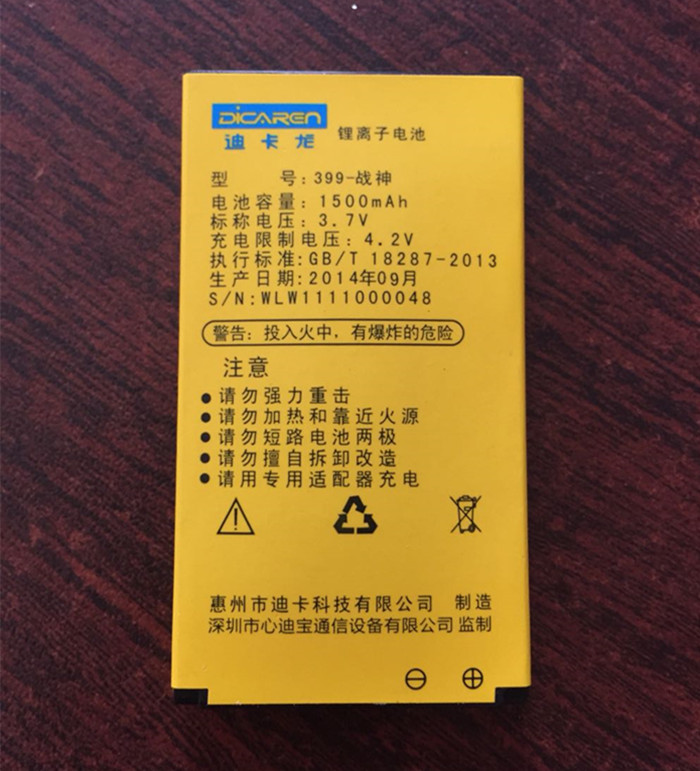 DiCAREN
迪卡龙 锂离子电池
型 号: 399-战神
电池容量: 1500mAh
标称电压: 3.7V
充电限制电压: 4.2V
执行标准:GB/T 18287-2013
生产日期:2014年09月
S/N:WLW1111000048
警告: 投入火中, 有爆炸的危险
注意
●请勿强力重击
●请勿加热和靠近火源
●请勿短路电池两极
●请勿擅自拆卸改造
●请用专用适配器充电
惠州市迪卡科技有限公司 制造
深圳市心迪宝通信设备有限公司 监制